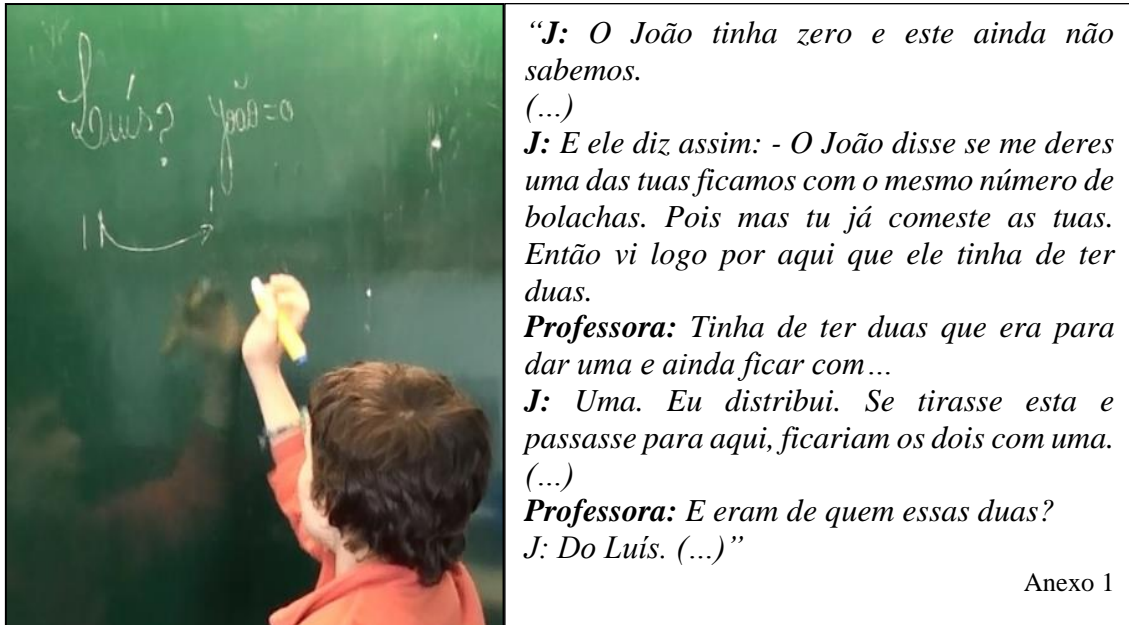 Luís? João=0
“J: O João tinha zero e este ainda não
sabemos.
(...)
J: E ele diz assim: - O João disse se me deres
uma das tuas ficamos com o mesmo número de
bolachas. Pois mas tu já comeste as tuas.
Então vi logo por aqui que ele tinha de ter
duas.
Professora: Tinha de ter duas que era para
dar uma e ainda ficar com…
J: Uma. Eu distribui. Se tirasse esta e
passasse para aqui, ficariam os dois com uma.
(...)
Professora: E eram de quem essas duas?
J: Do Luís. (...)”
Anexo 1